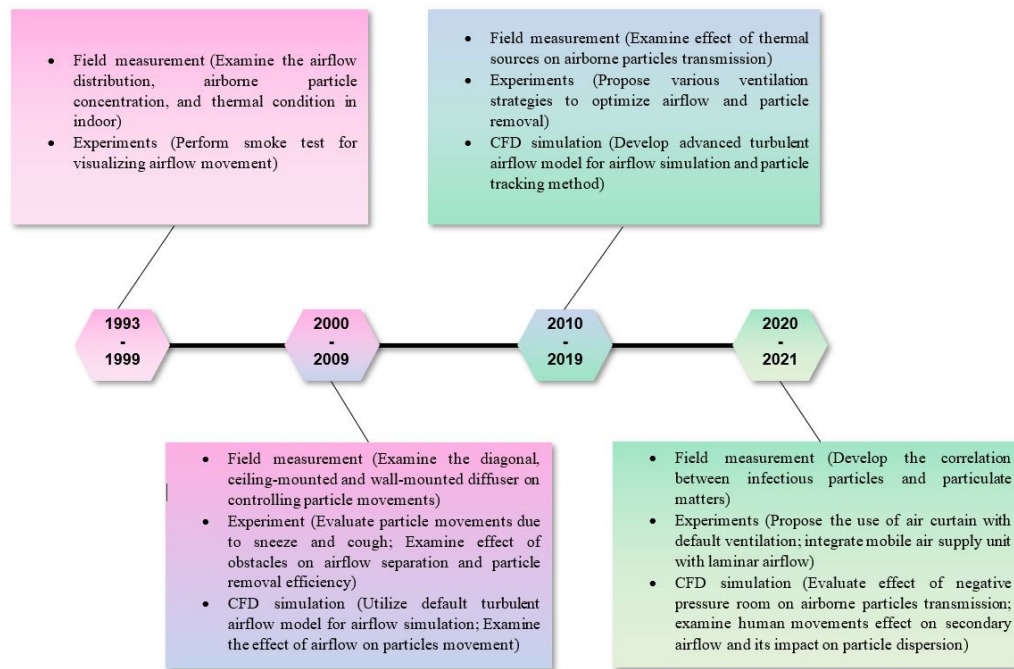 Field measurement (Examine the airflow
distribution, airborne particle
concentration, and thermal condition in
indoor)
Experiments (Perform smoke test for
visualizing airflow movement)
Field measurement (Examine effect of thermal
sources on airborne particles transmission)
Experiments (Propose various ventilation
strategies to optimize airflow and particle
removal)
CFD simulation (Develop advanced turbulent
airflow model for airflow simulation and particle
tracking method)
1993
-
1999
2000
-
2009
2010
-
2019
2020
-
2021
Field measurement (Examine the diagonal,
ceiling-mounted and wall-mounted diffuser on
controlling particle movements)
Experiment (Evaluate particle movements due
to sneeze and cough; Examine effect of
obstacles on airflow separation and particle
removal efficiency)
CFD simulation (Utilize default turbulent
airflow model for airflow simulation; Examine
the effect of airflow on particles movement)
Field measurement (Develop the correlation
between infectious particles and particulate
matters)
Experiments (Propose the use of air curtain with
default ventilation; integrate mobile air supply unit
with laminar airflow)
CFD simulation (Evaluate effect of negative
pressure room on airborne particles transmission;
examine human movements effect on secondary
airflow and its impact on particle dispersion)